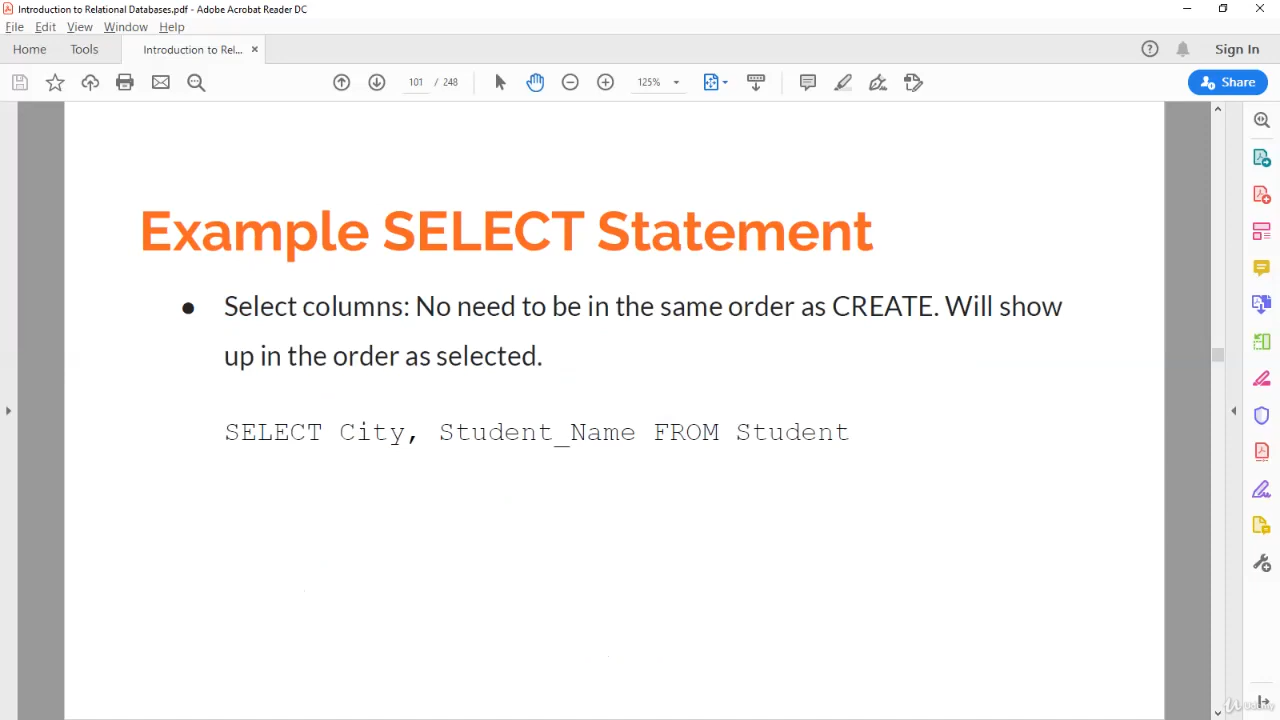 Introduction to Relational Databases.pdf - Adobe Acrobat Reader DC
File Edit View Window Help
Home Tools Introduction to Rel... × Sign In
101 / 248 125% Share
Example SELECT Statement
● Select columns: No need to be in the same order as CREATE. Will show
up in the order as selected.
SELECT City, Student_Name FROM Student
Udemy